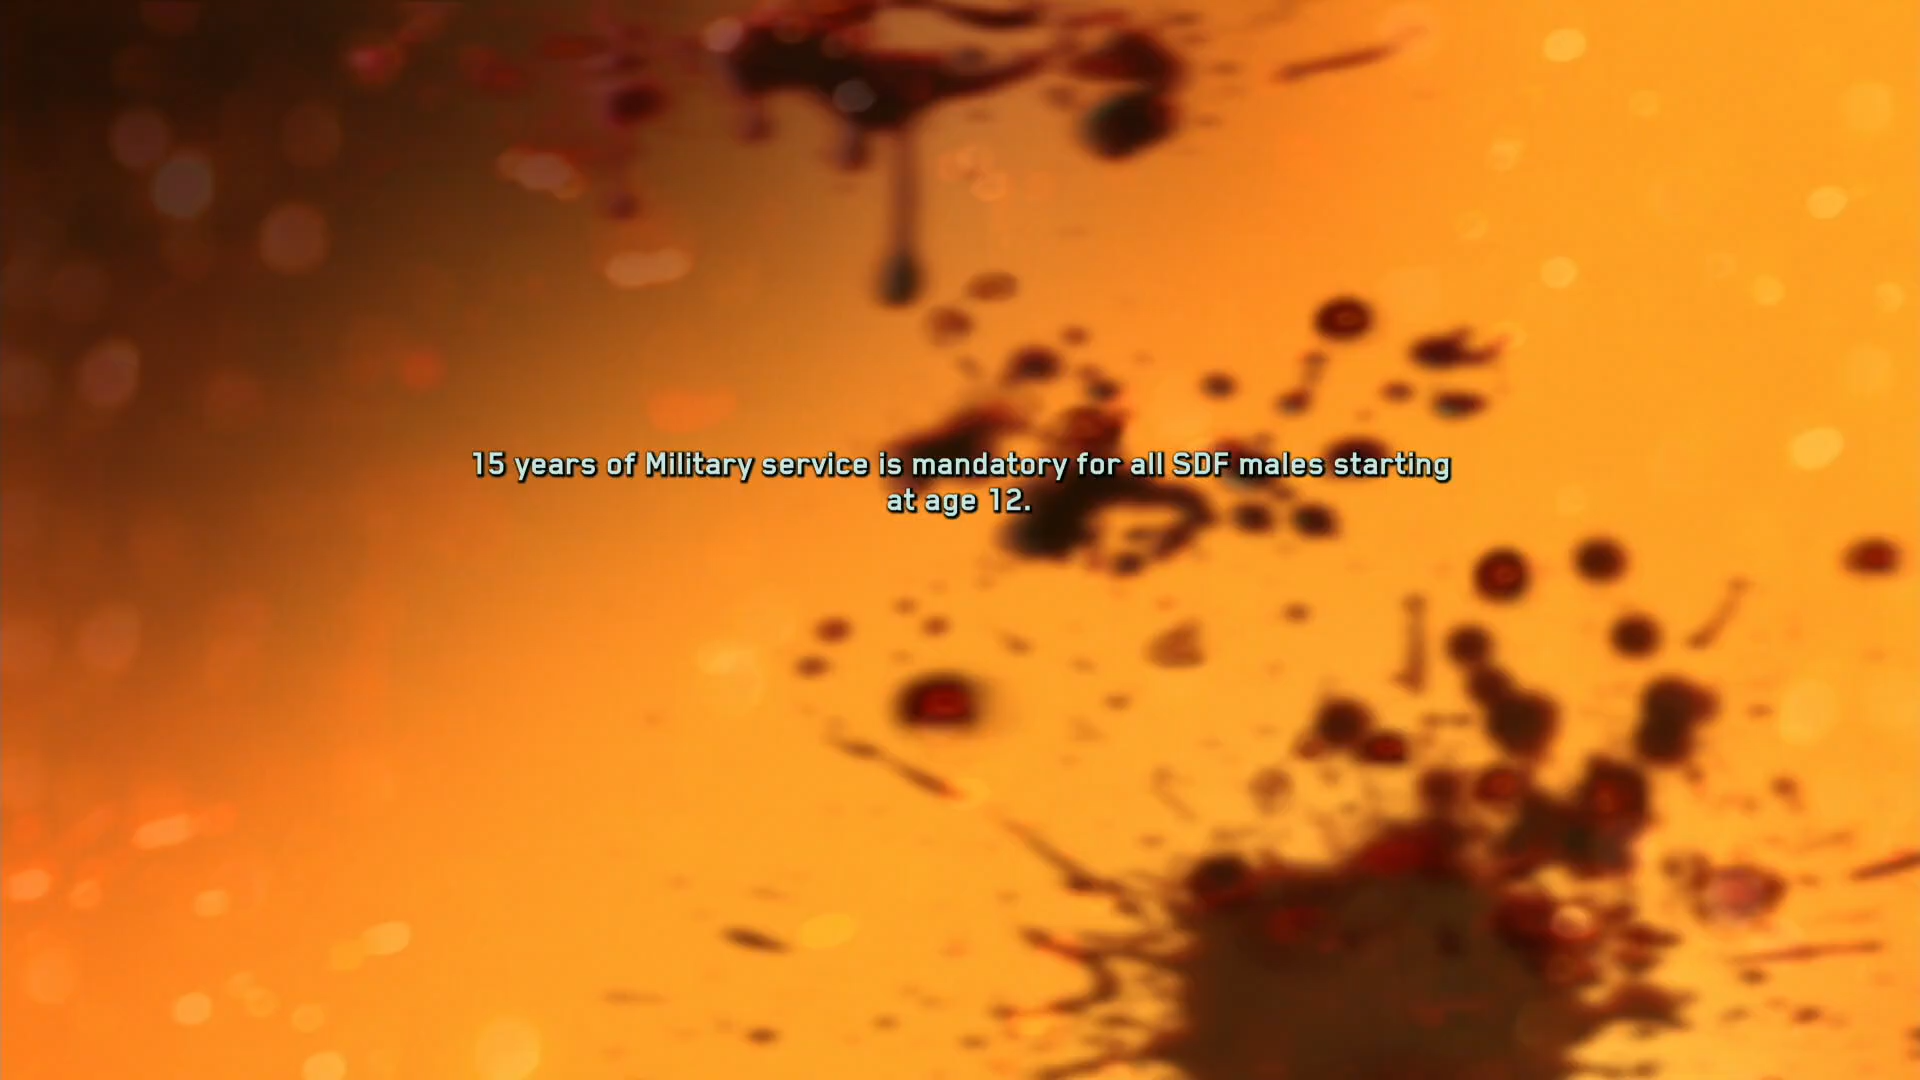 15 years of Military service is mandatory for all SDF males starting
at age 12.